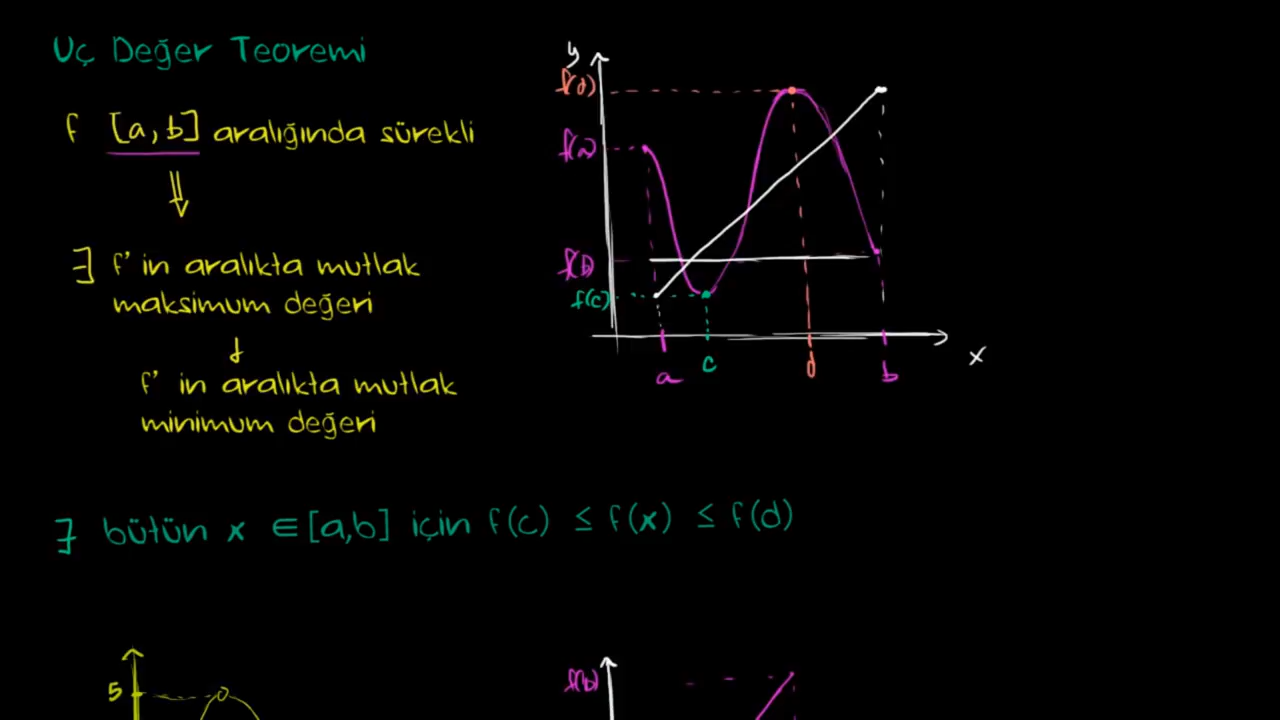 Uç Değer Teoremi
f [a, b] aralığında sürekli
⇓
∃ f' in aralıkta mutlak
maksimum değeri
f' in aralıkta mutlak
minimum değeri
∃ bütün x ∈ [a,b] için f(c) ≤ f(x) ≤ f(d)
y
f(d)
f(a)
f(b)
f(c)
a c d b
x
5
f(b)